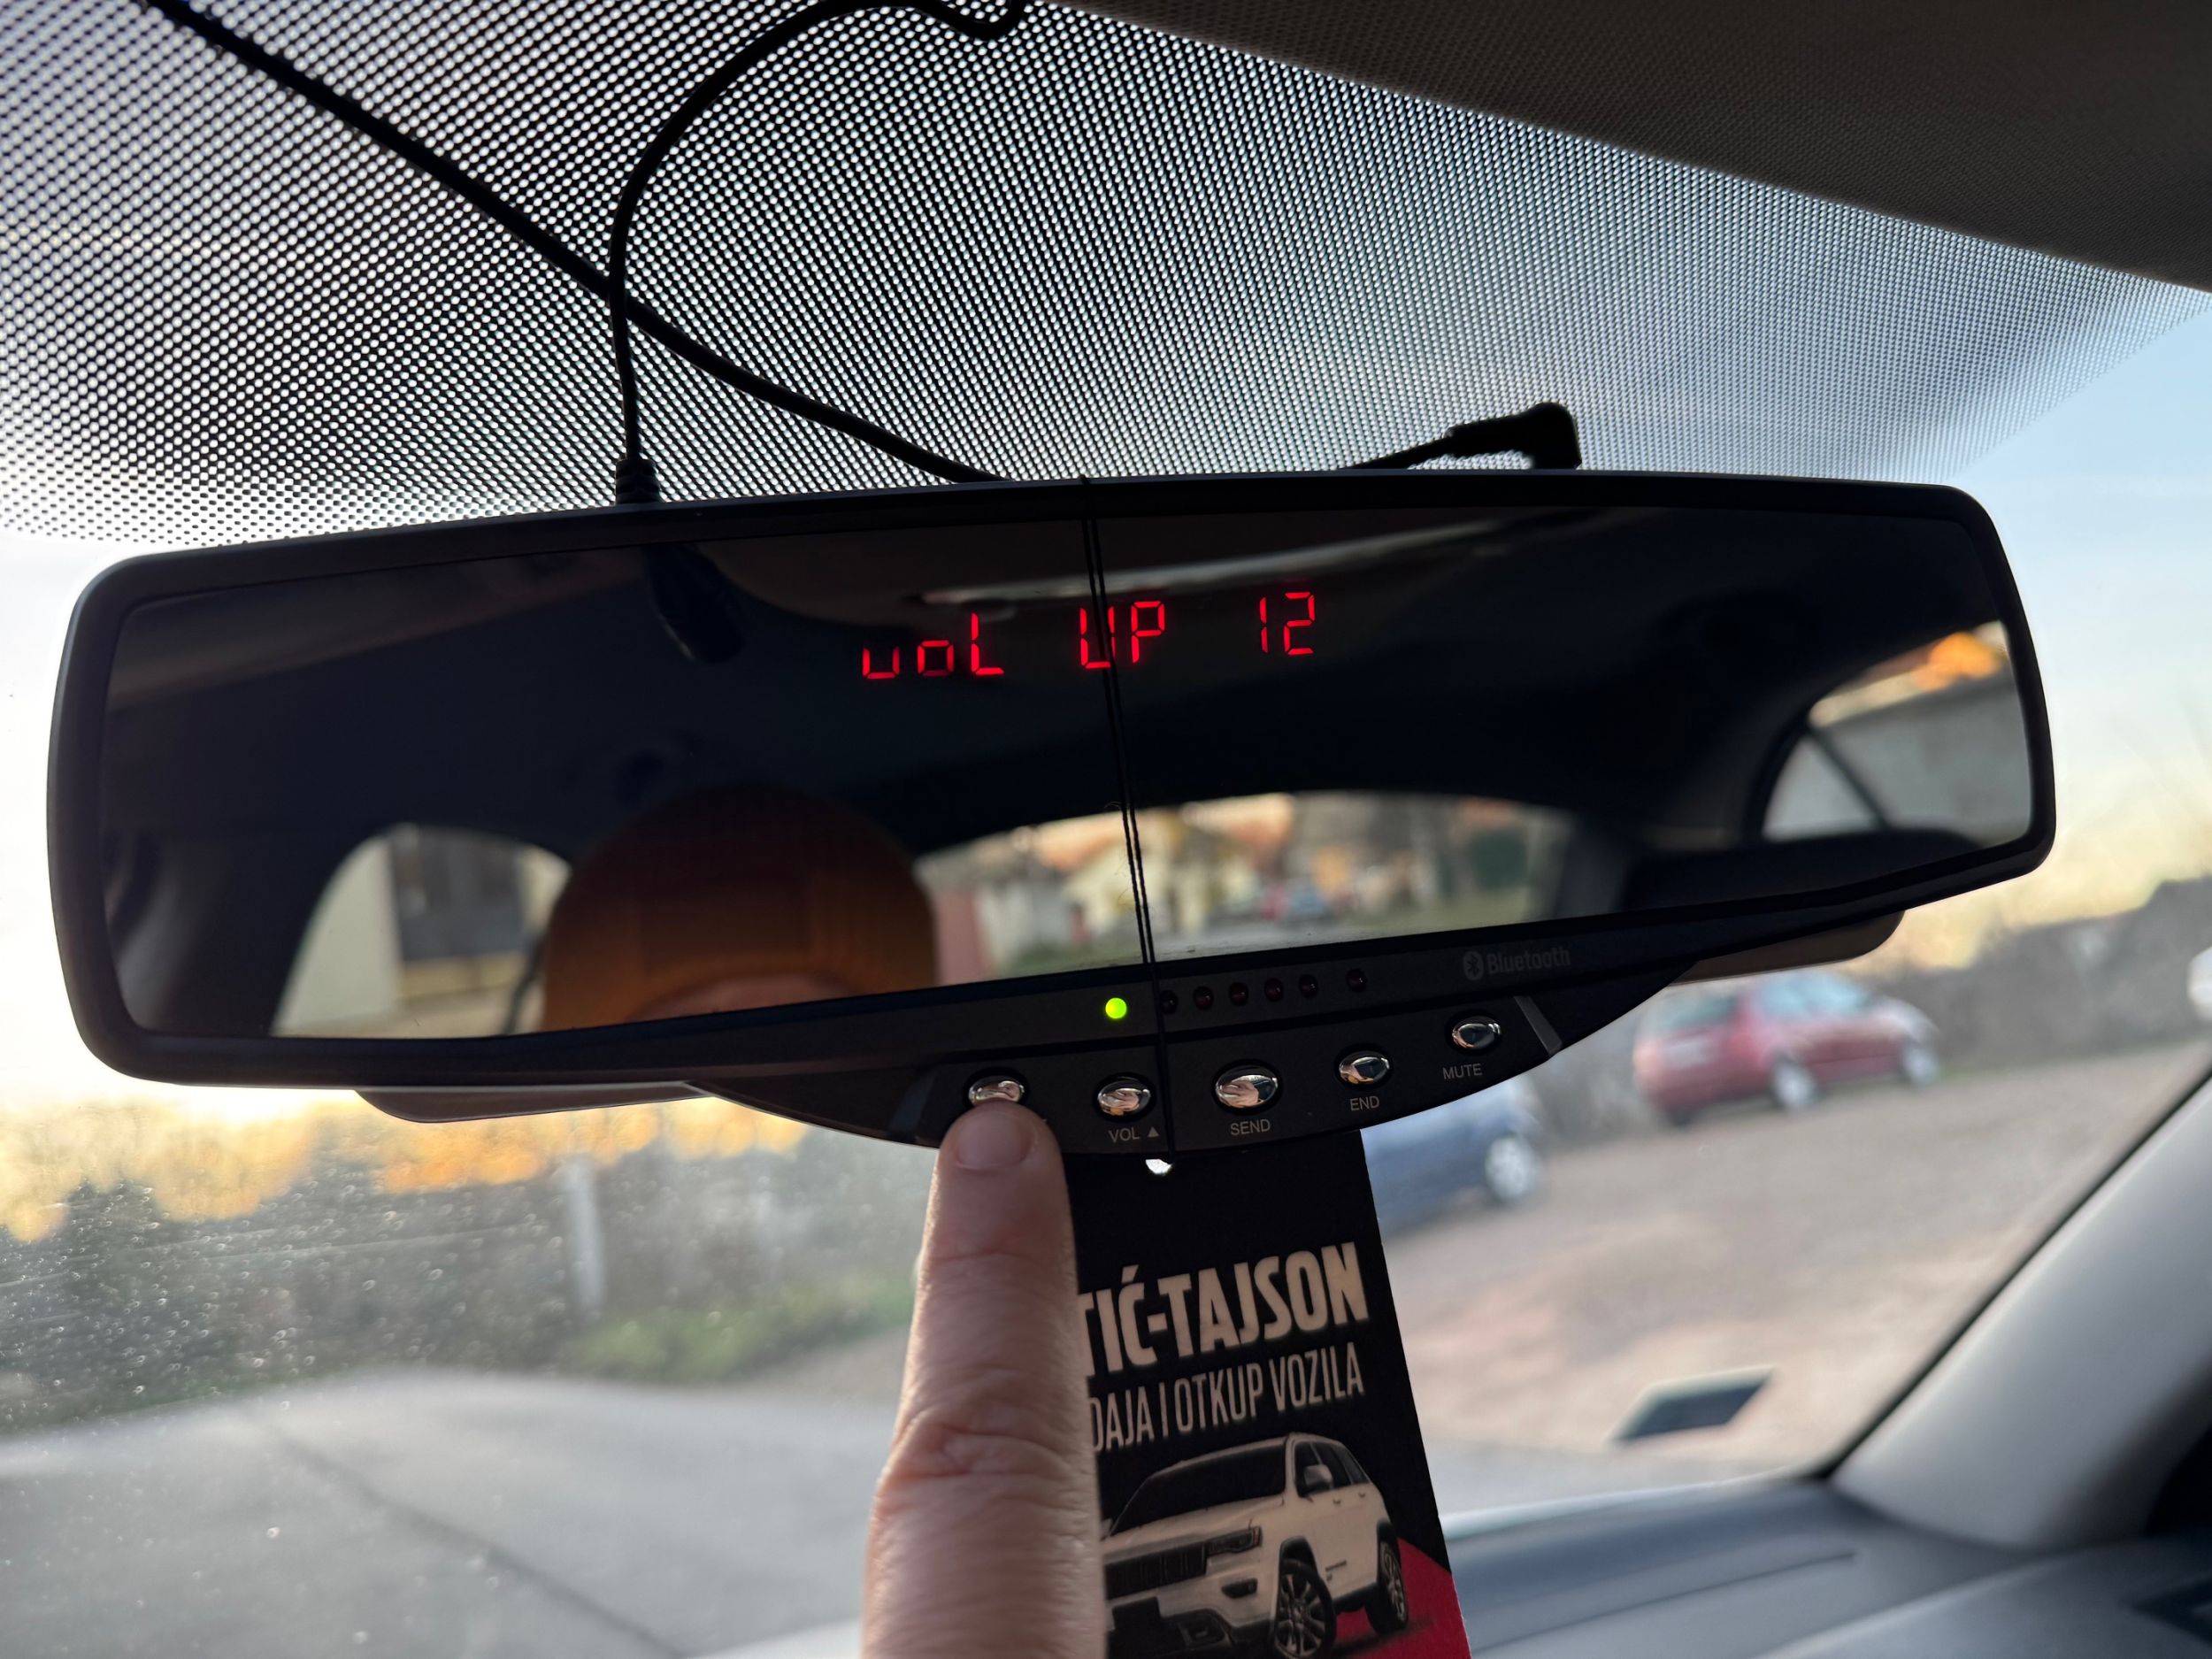 voL UP 12
Bluetooth
VOL ▲
SEND
END
MUTE
TIĆ-TAJSON
DAJA I OTKUP VOZILA